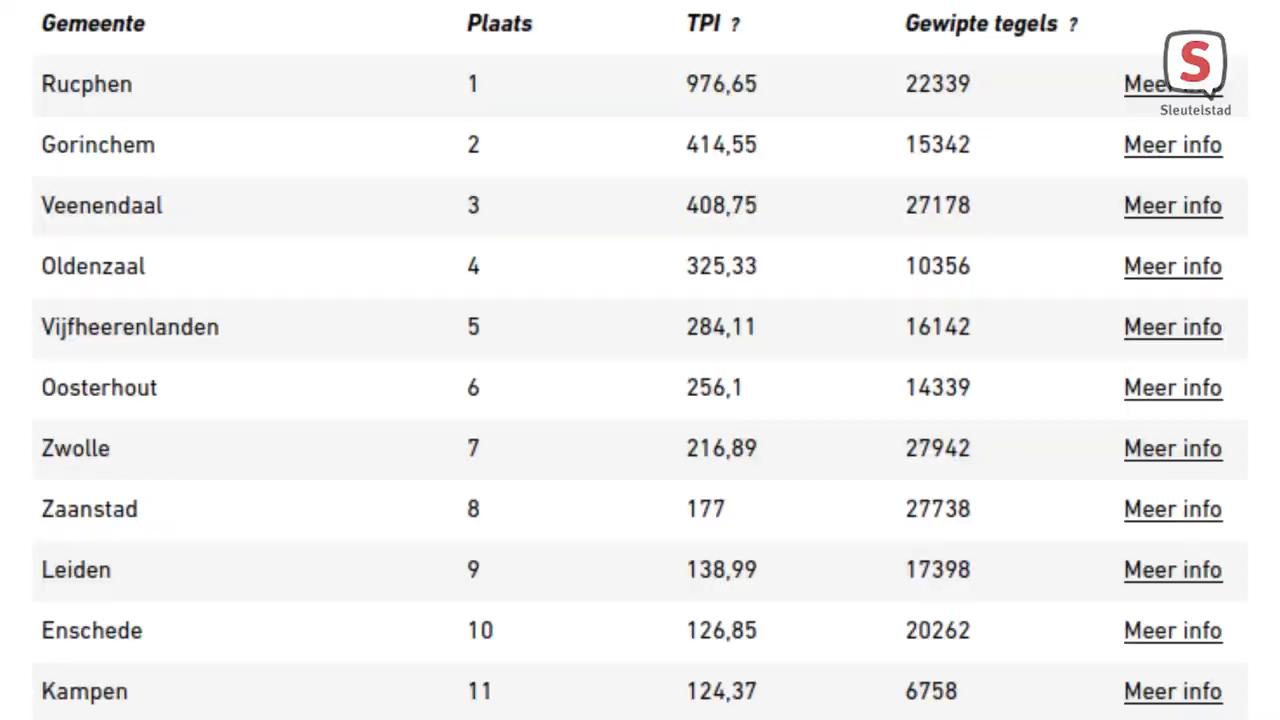 Gemeente Plaats TPI ? Gewipte tegels ?
Rucphen 1 976,65 22339 Meer info
S
Sleutelstad
Gorinchem 2 414,55 15342 Meer info
Veenendaal 3 408,75 27178 Meer info
Oldenzaal 4 325,33 10356 Meer info
Vijfheerenlanden 5 284,11 16142 Meer info
Oosterhout 6 256,1 14339 Meer info
Zwolle 7 216,89 27942 Meer info
Zaanstad 8 177 27738 Meer info
Leiden 9 138,99 17398 Meer info
Enschede 10 126,85 20262 Meer info
Kampen 11 124,37 6758 Meer info